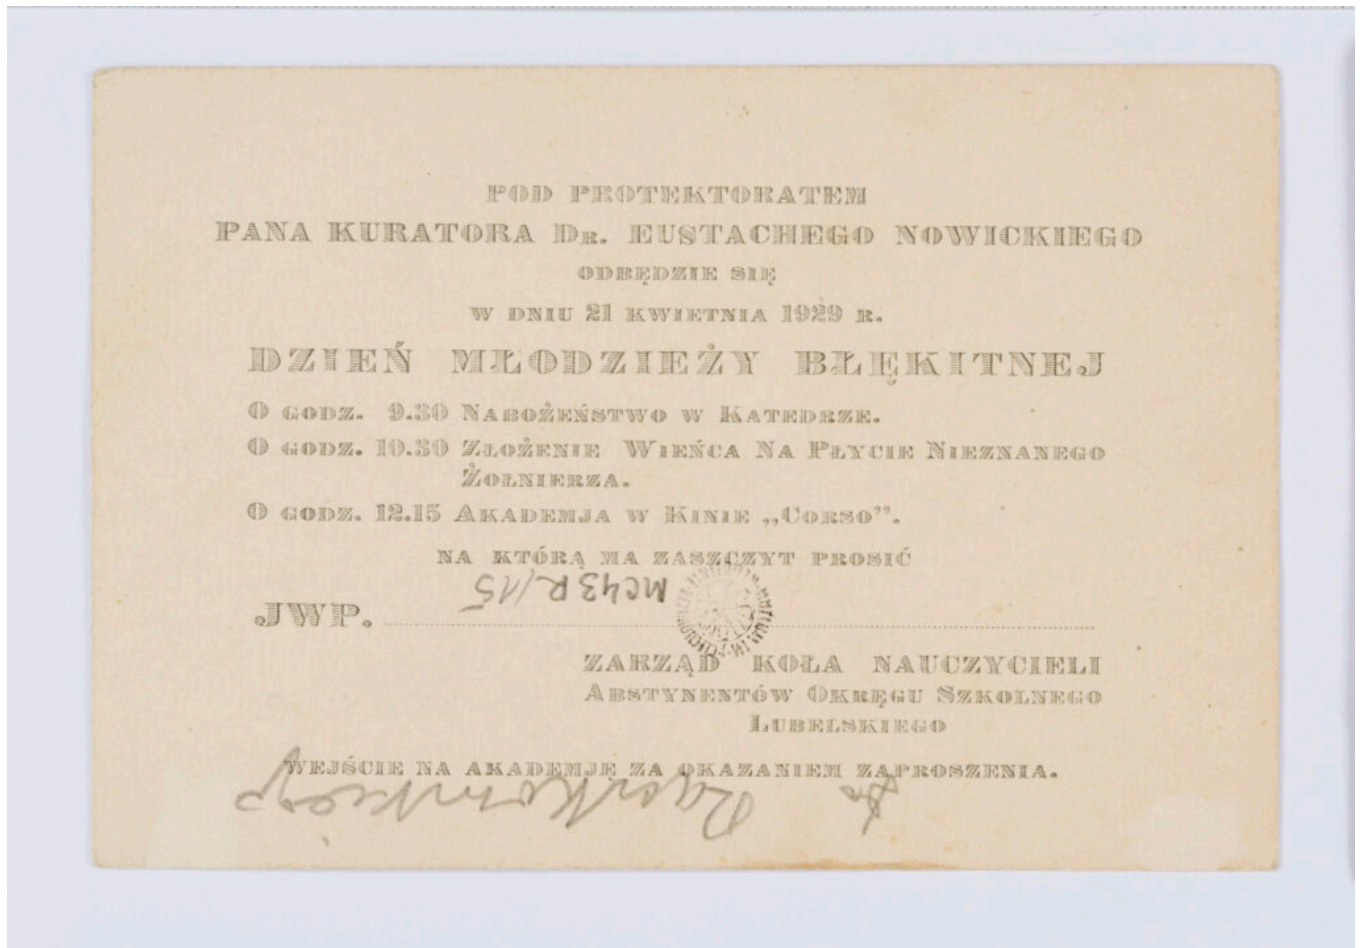 POD PROTEKTORATEM
PANA KURATORA DR. EUSTACHEGO NOWICKIEGO
ODBĘDZIE SIĘ
W DNIU 21 KWIETNIA 1929 R.
DZIEŃ MŁODZIEŻY BŁĘKITNEJ
O GODZ. 9.30 NABOŻEŃSTWO W KATEDRZE.
O GODZ. 10.30 ZŁOŻENIE WIEŃCA NA PŁYCIE NIEZNANEGO
ŻOŁNIERZA.
O GODZ. 12.15 AKADEMJA W KINIE „CORSO”.
NA KTÓRĄ MA ZASZCZYT PROSIĆ
MC43R/15
JWP.
ZARZĄD KOŁA NAUCZYCIELI
ABSTYNENTÓW OKRĘGU SZKOLNEGO
LUBELSKIEGO
WEJŚCIE NA AKADEMJĘ ZA OKAZANIEM ZAPROSZENIA.